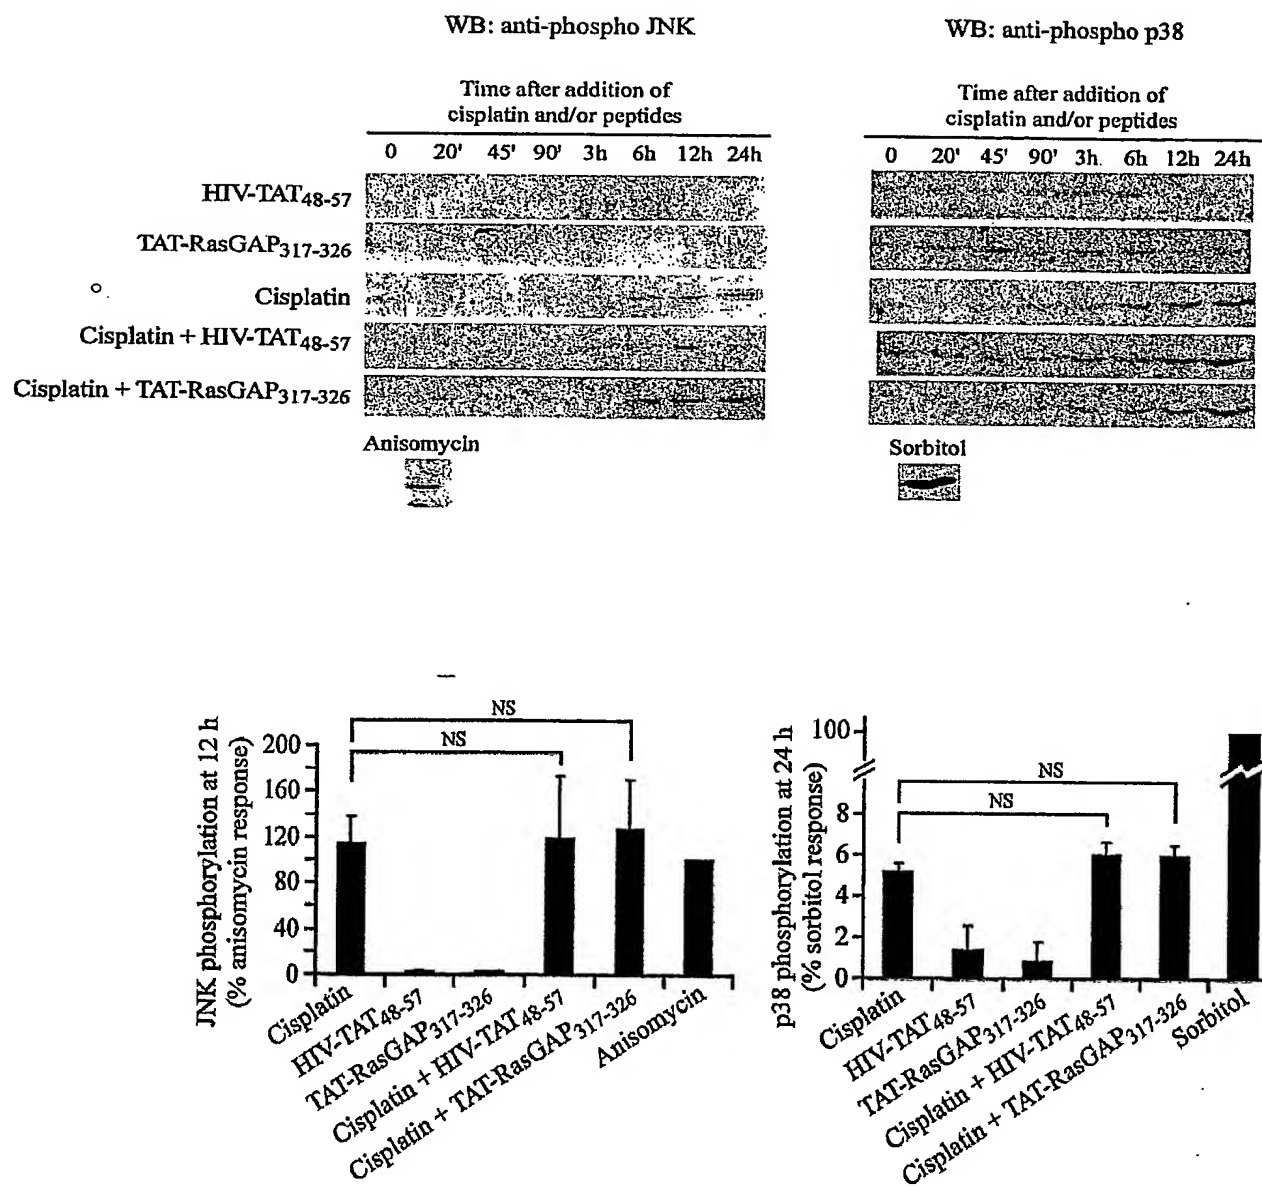 WB: anti-phospho JNK
Time after addition of
cisplatin and/or peptides
0 20' 45' 90' 3h 6h 12h 24h
WB: anti-phospho p38
Time after addition of
cisplatin and/or peptides
0 20' 45' 90' 3h. 6h 12h 24h
HIV-TAT48-57
TAT-RasGAP317-326
Cisplatin
Cisplatin + HIV-TAT48-57
Cisplatin + TAT-RasGAP317-326
Anisomycin
Sorbitol
JNK phosphorylation at 12 h
(% anisomycin response)
200
160
120
80
40
0
NS
NS
Cisplatin
HIV-TAT48-57
TAT-RasGAP317-326
Cisplatin + HIV-TAT48-57
Cisplatin + TAT-RasGAP317-326
Anisomycin
p38 phosphorylation at 24 h
(% sorbitol response)
100
8
6
4
2
0
NS
NS
Cisplatin
HIV-TAT48-57
TAT-RasGAP317-326
Cisplatin + HIV-TAT48-57
Cisplatin + TAT-RasGAP317-326
Sorbitol